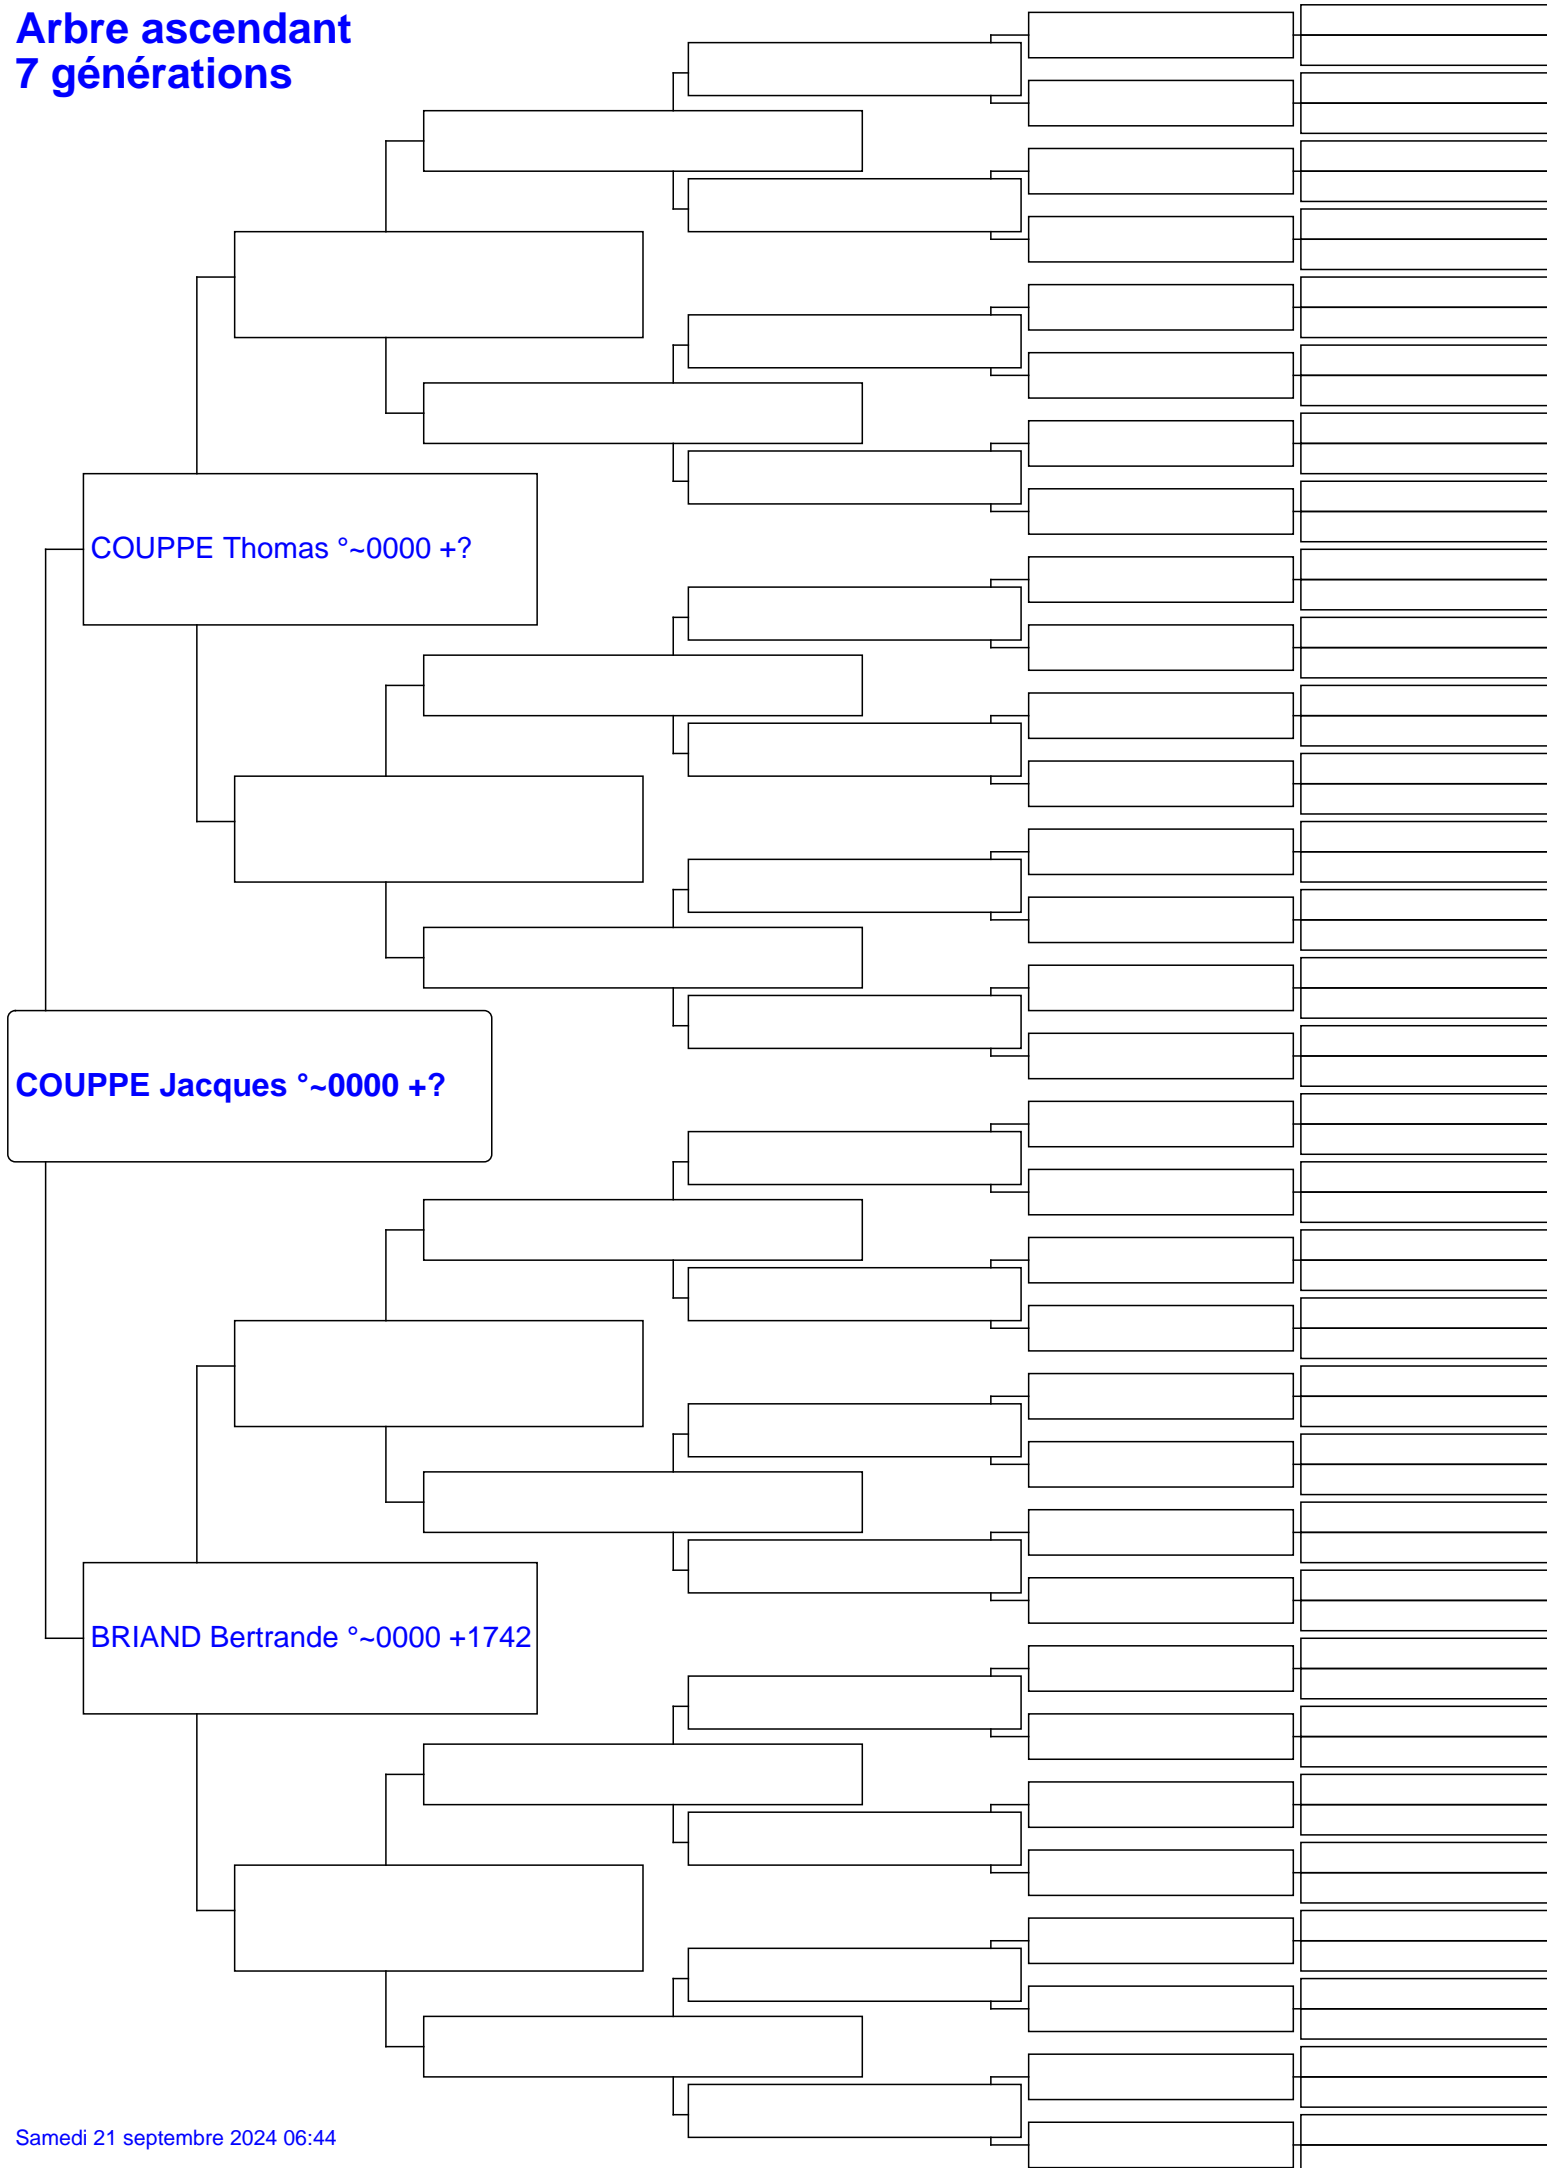 Arbre ascendant
7 générations
COUPPE Thomas °~0000 +?
COUPPE Jacques °~0000 +?
BRIAND Bertrande °~0000 +1742
Samedi 21 septembre 2024 06:44